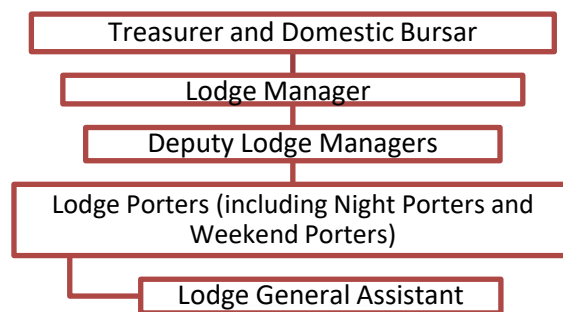 Treasurer and Domestic Bursar
Lodge Manager
Deputy Lodge Managers
Lodge Porters (including Night Porters and
Weekend Porters)
Lodge General Assistant